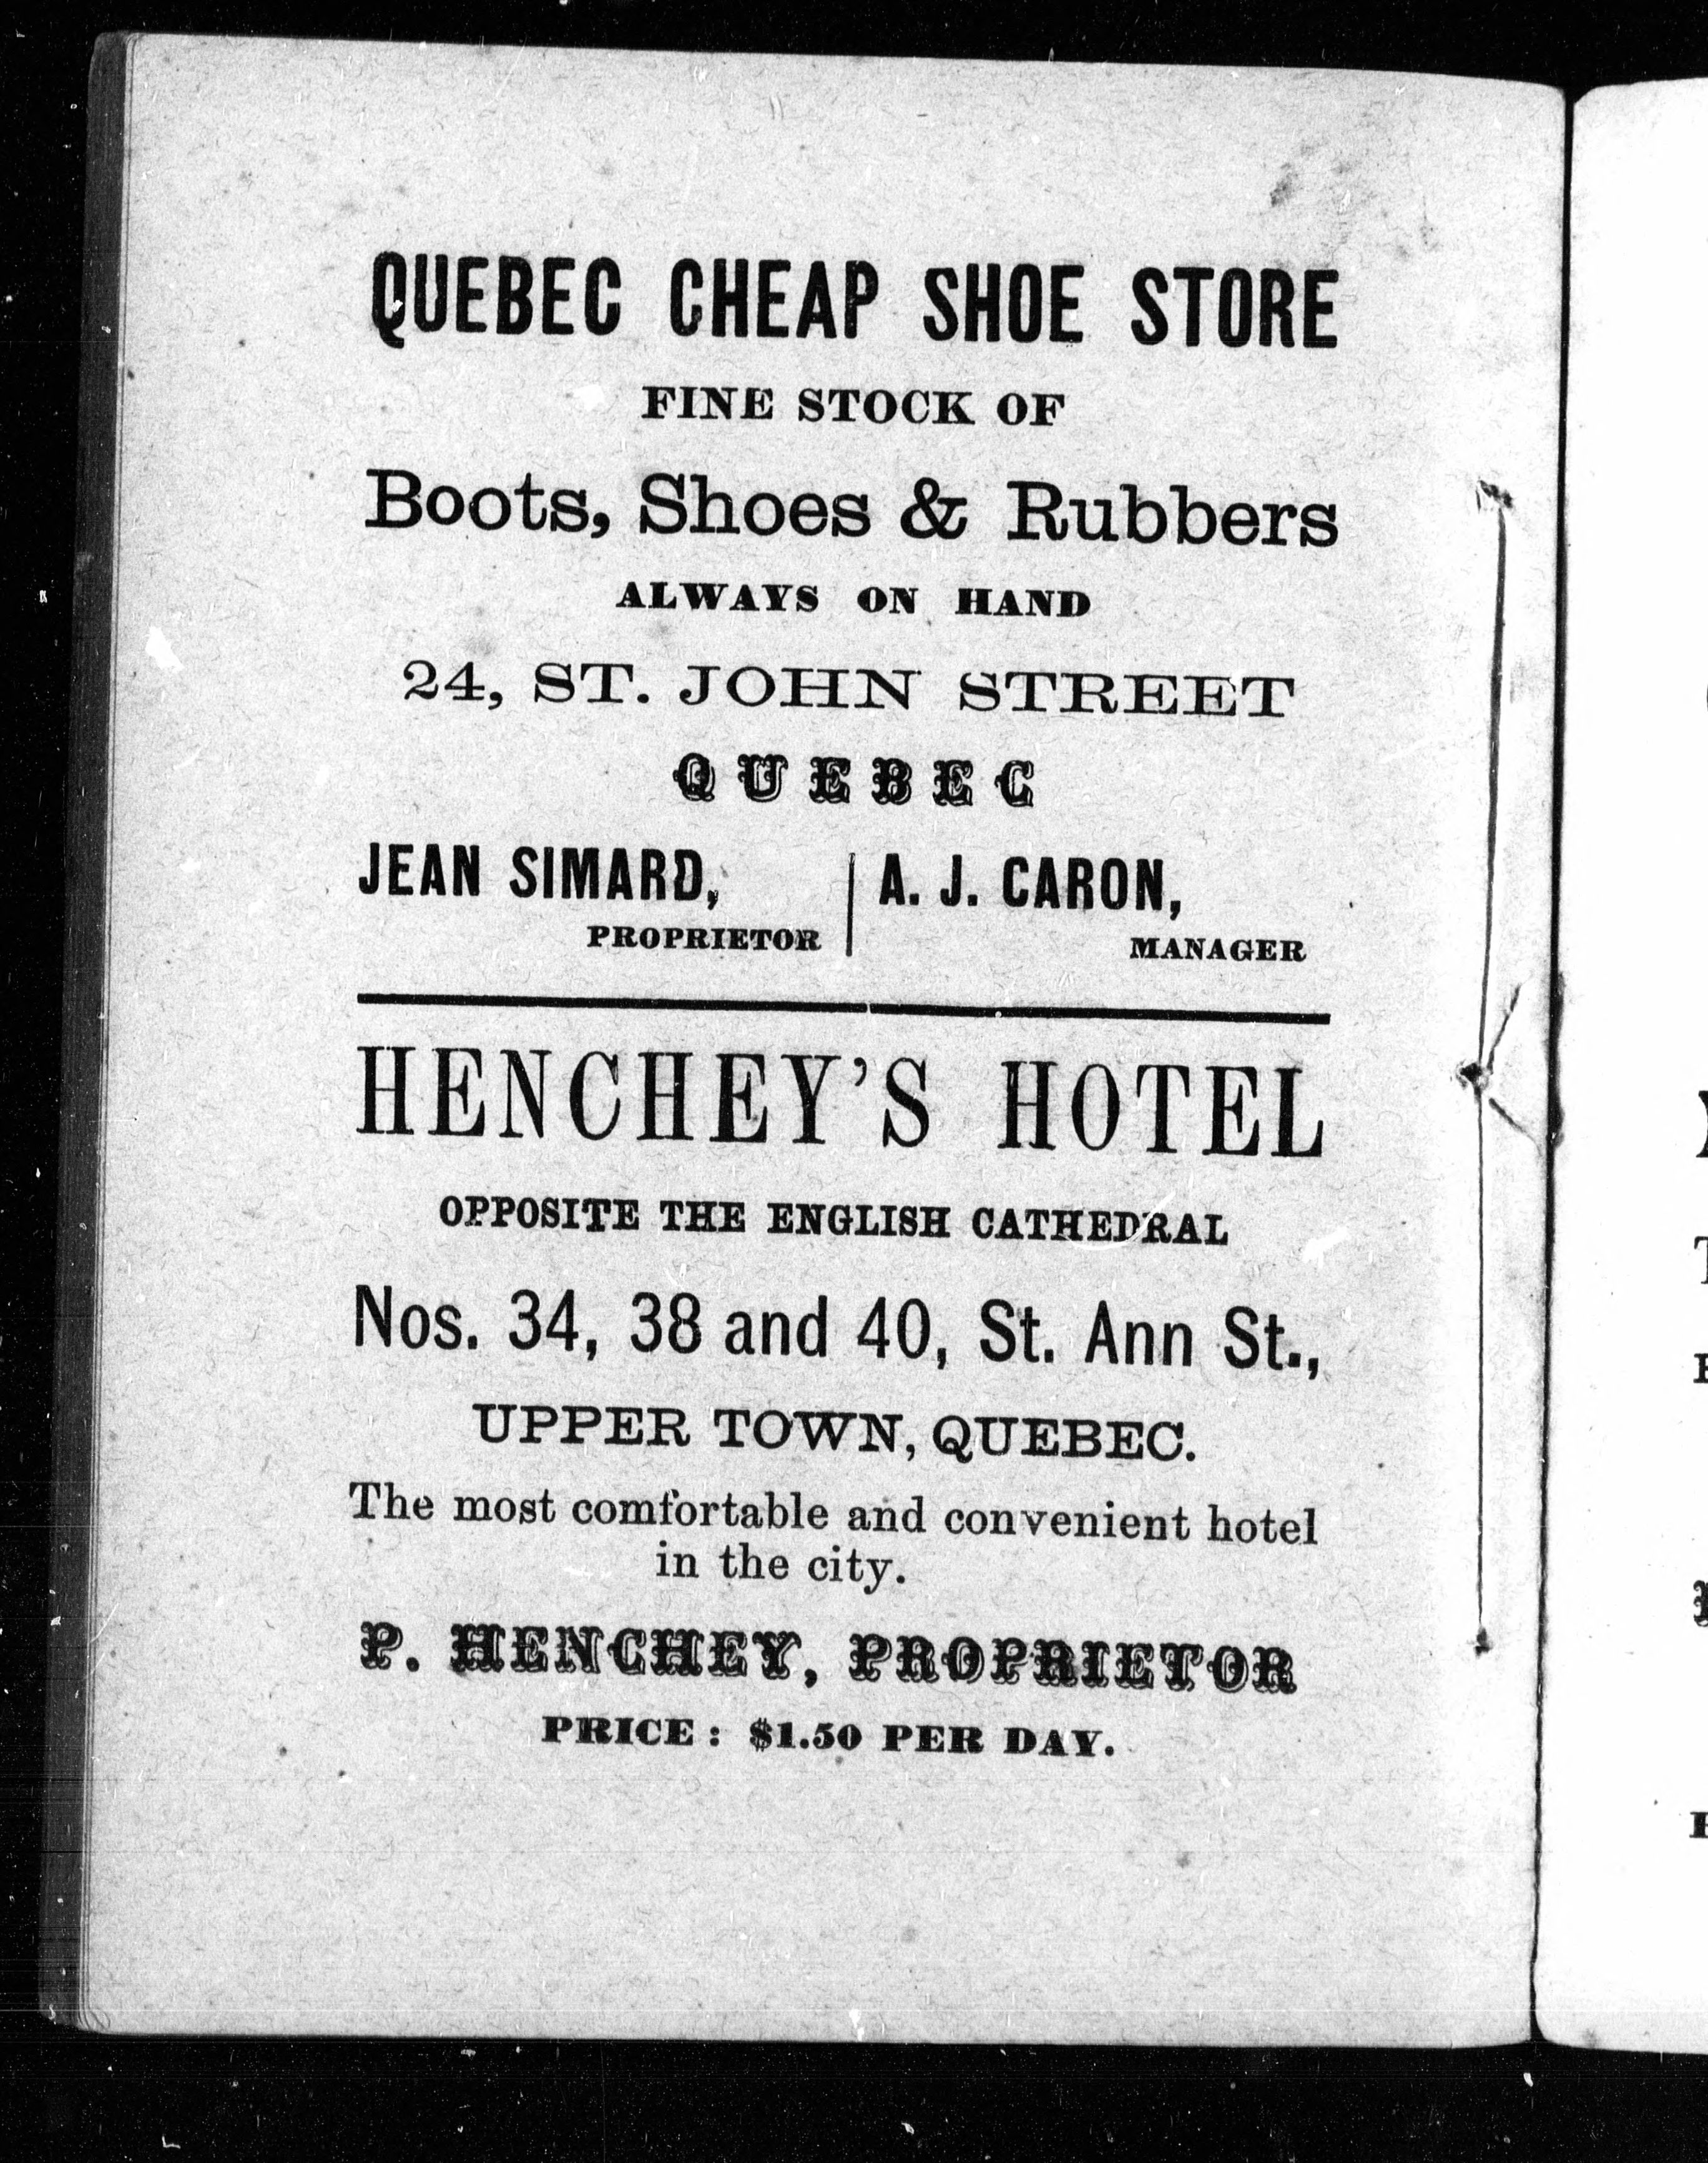 QUEBEC CHEAP SHOE STORE
FINE STOCK OF
Boots, Shoes & Rubbers
ALWAYS ON HAND
24, ST. JOHN STREET
QUEBEC
JEAN SIMARD,
PROPRIETOR
A. J. CARON,
MANAGER
HENCHEY'S HOTEL
OPPOSITE THE ENGLISH CATHEDRAL
Nos. 34, 38 and 40, St. Ann St.,
UPPER TOWN, QUEBEC.
The most comfortable and convenient hotel
in the city.
P. HENCHEY, PROPRIETOR
PRICE: $1.50 PER DAY.